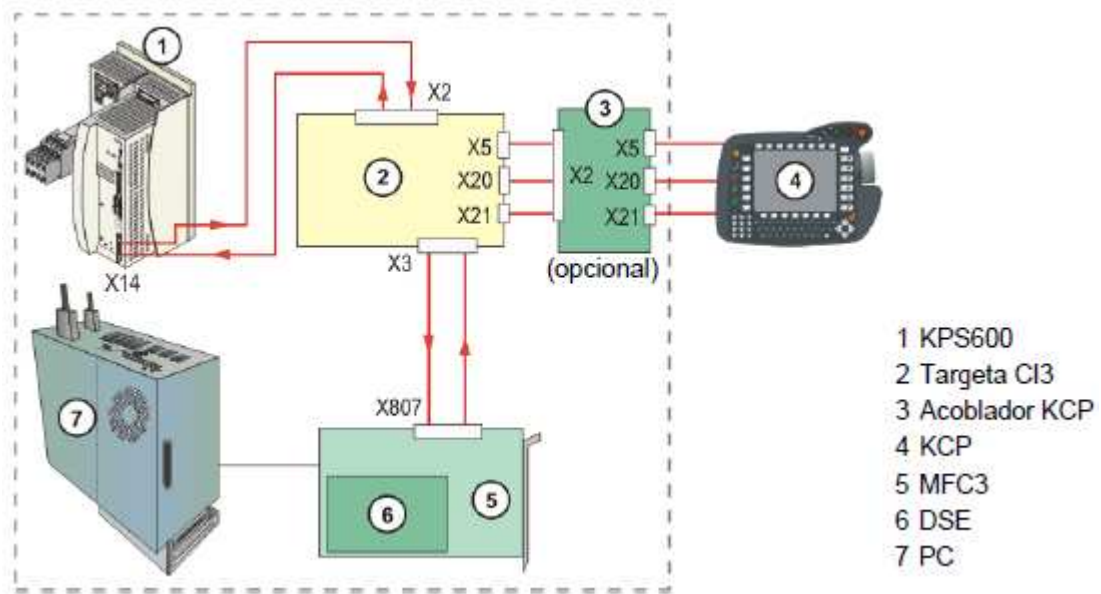 1
X2
3
X5
X5
2
X20
X2
X20
4
X21
X21
X3
(opcional)
X14
1 KPS600
2 Targeta CI3
X807
3 Acoblador KCP
7
4 KCP
5
5 MFC3
6
6 DSE
7 PC